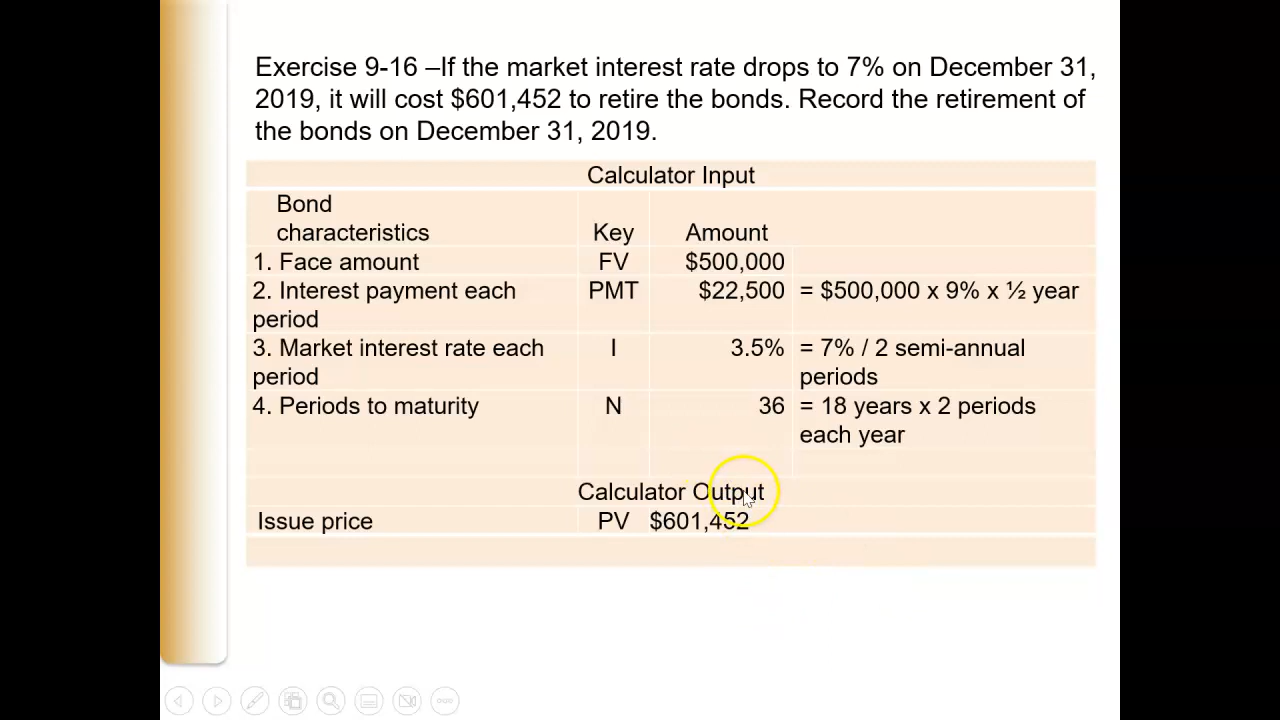 Exercise 9-16 –If the market interest rate drops to 7% on December 31,
2019, it will cost $601,452 to retire the bonds. Record the retirement of
the bonds on December 31, 2019.
Calculator Input
Bond
characteristics Key Amount
1. Face amount FV $500,000
2. Interest payment each PMT $22,500 = $500,000 x 9% x ½ year
period
3. Market interest rate each I 3.5% = 7% / 2 semi-annual
period periods
4. Periods to maturity N 36 = 18 years x 2 periods
each year
Calculator Output
Issue price PV $601,452